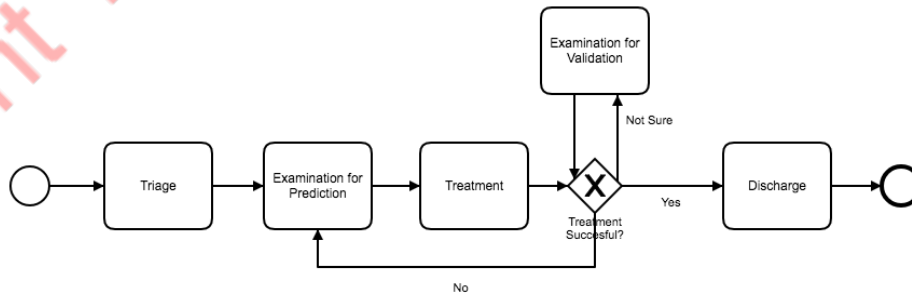 Examination for
Validation
Not Sure
Triage
Examination for
Prediction
Treatment
X
Discharge
Yes
Treatment
Succesful?
No